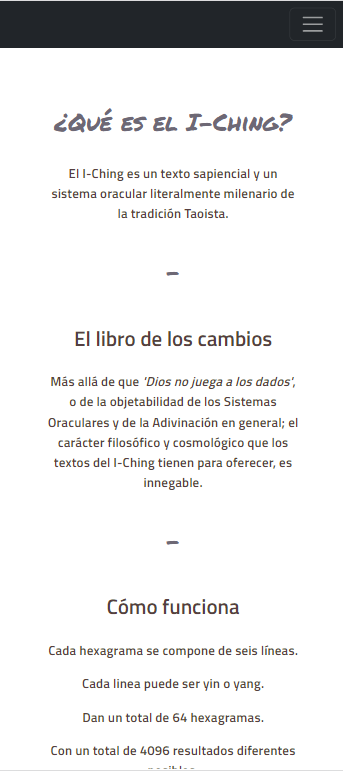 ¿Qué es el I-Ching?
El I-Ching es un texto sapiencial y un
sistema oracular literalmente milenario de
la tradición Taoista.
-
El libro de los cambios
Más allá de que 'Dios no juega a los dados',
o de la objetabilidad de los Sistemas
Oraculares y de la Adivinación en general; el
carácter filosófico y cosmológico que los
textos del I-Ching tienen para oferecer, es
innegable.
-
Cómo funciona
Cada hexagrama se compone de seis líneas.
Cada linea puede ser yin o yang.
Dan un total de 64 hexagramas.
Con un total de 4096 resultados diferentes